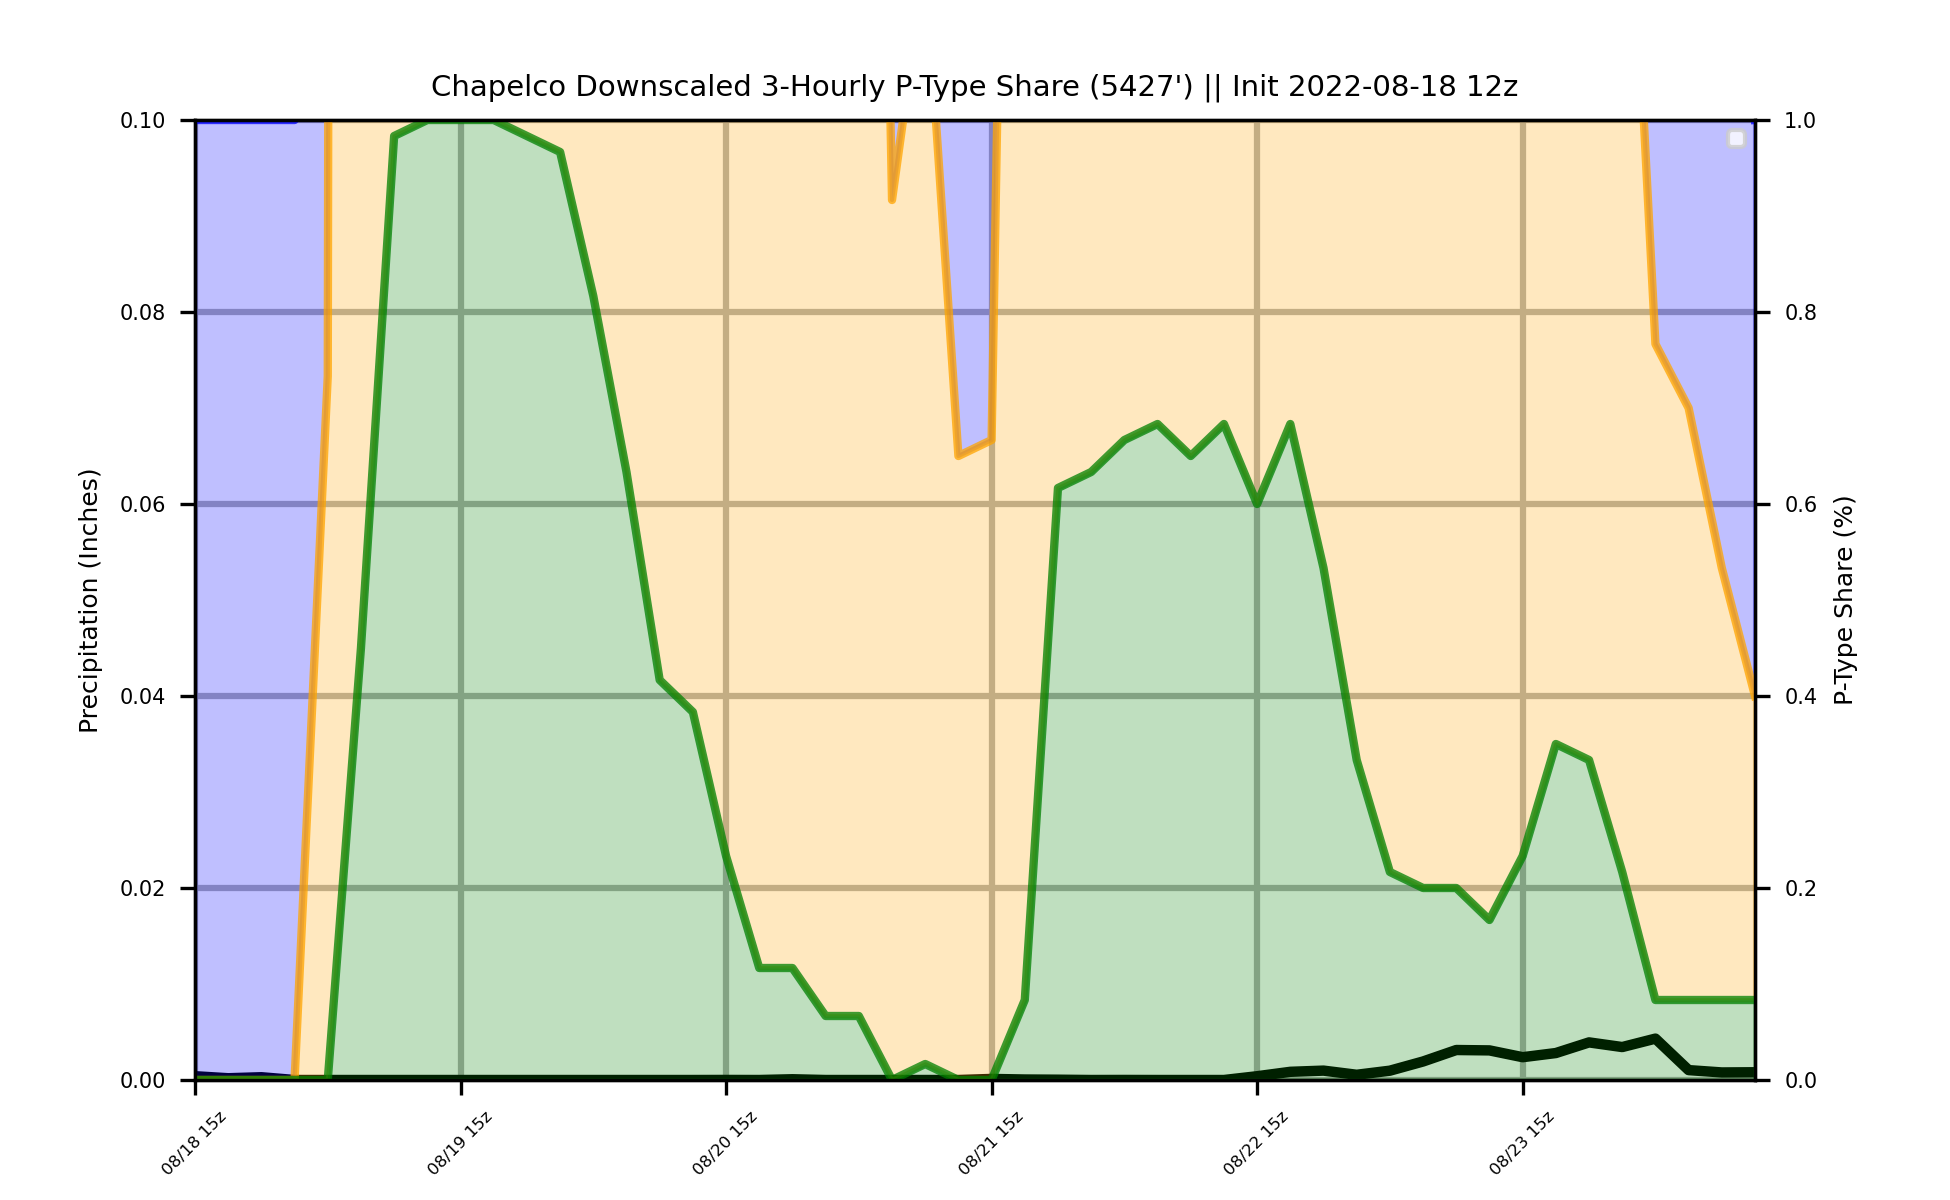 Chapelco Downscaled 3-Hourly P-Type Share (5427') || Init 2022-08-18 12z
0.10
0.08
0.06
0.04
0.02
0.00
Precipitation (Inches)
1.0
0.8
0.6
0.4
0.2
0.0
P-Type Share (%)
08/18 15z
08/19 15z
08/20 15z
08/21 15z
08/22 15z
08/23 15z